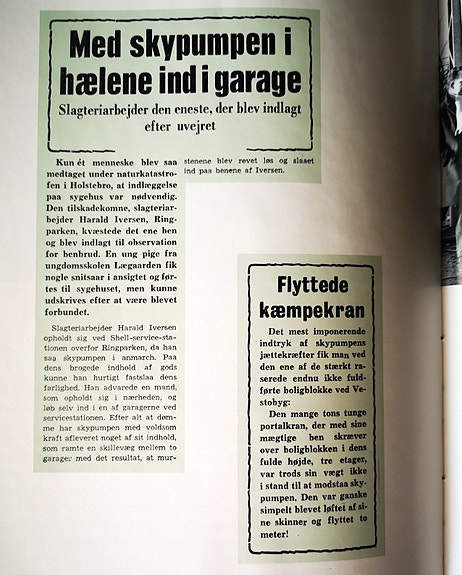 Med skypumpen i
hælene ind i garage
Slagteriarbejder den eneste, der blev indlagt
efter uvejret
Kun ét menneske blev saa
medtaget under naturkatastro-
fen i Holstebro, at indlæggelse
paa sygehus var nødvendig.
Den tilskadekomne, slagteriar-
bejder Harald Iversen, Ring-
parken, kvæstede det ene ben
og blev indlagt til observation
for benbrud. En ung pige fra
ungdomsskolen Lægaarden fik
nogle snitsaar i ansigtet og før-
tes til sygehuset, men kunne
udskrives efter at være blevet
forbundet.
Slagteriarbejder Harald Iversen
opholdt sig ved Shell-service-sta-
tionen overfor Ringparken, da han
saa skypumpen i anmarch. Paa
dens brogede indhold af gods
kunne han hurtigt fastslaa dens
farlighed. Han advarede en mand,
som opholdt sig i nærheden, og
løb selv ind i en af garagerne ved
servicestationen. Efter alt at døm-
me har skypumpen med voldsom
kraft afleveret noget af sit indhold,
som ramte en skillevæg mellem to
garager med det resultat, at mur-
stenene blev revet løs og slaaet
ind paa benene af Iversen.
Flyttede
kæmpekran
Det mest imponerende
indtryk af skypumpens
jættekræfter fik man ved
den ene af de stærkt ra-
serede endnu ikke fuld-
førte boligblokke ved Ve-
stobyg:
Den mange tons tunge
portalkran, der med sine
mægtige ben skræver
over boligblokken i dens
fulde højde, tre etager,
var trods sin vægt ikke
i stand til at modstaa sky-
pumpen. Den var ganske
simpelt blevet løftet af si-
ne skinner og flyttet to
meter!